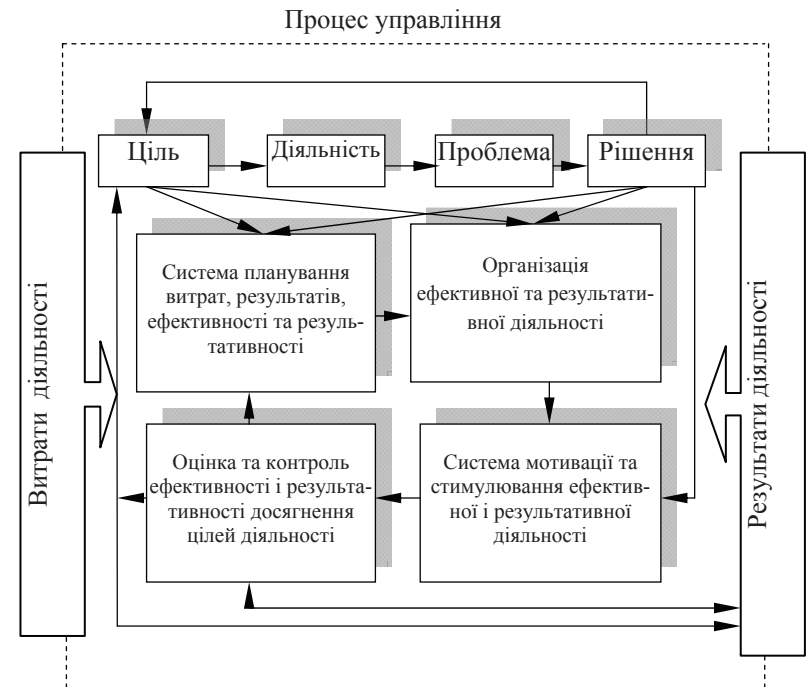 Процес управління
Ціль
Діяльність
Проблема
Рішення
Витрати діяльності
Система планування
витрат, результатів,
ефективності та резуль-
тативності
Організація
ефективної та результати-
вної діяльності
Оцінка та контроль
ефективності і результа-
тивності досягнення
цілей діяльності
Система мотивації та
стимулювання ефектив-
ної і результативної
діяльності
Результати діяльності